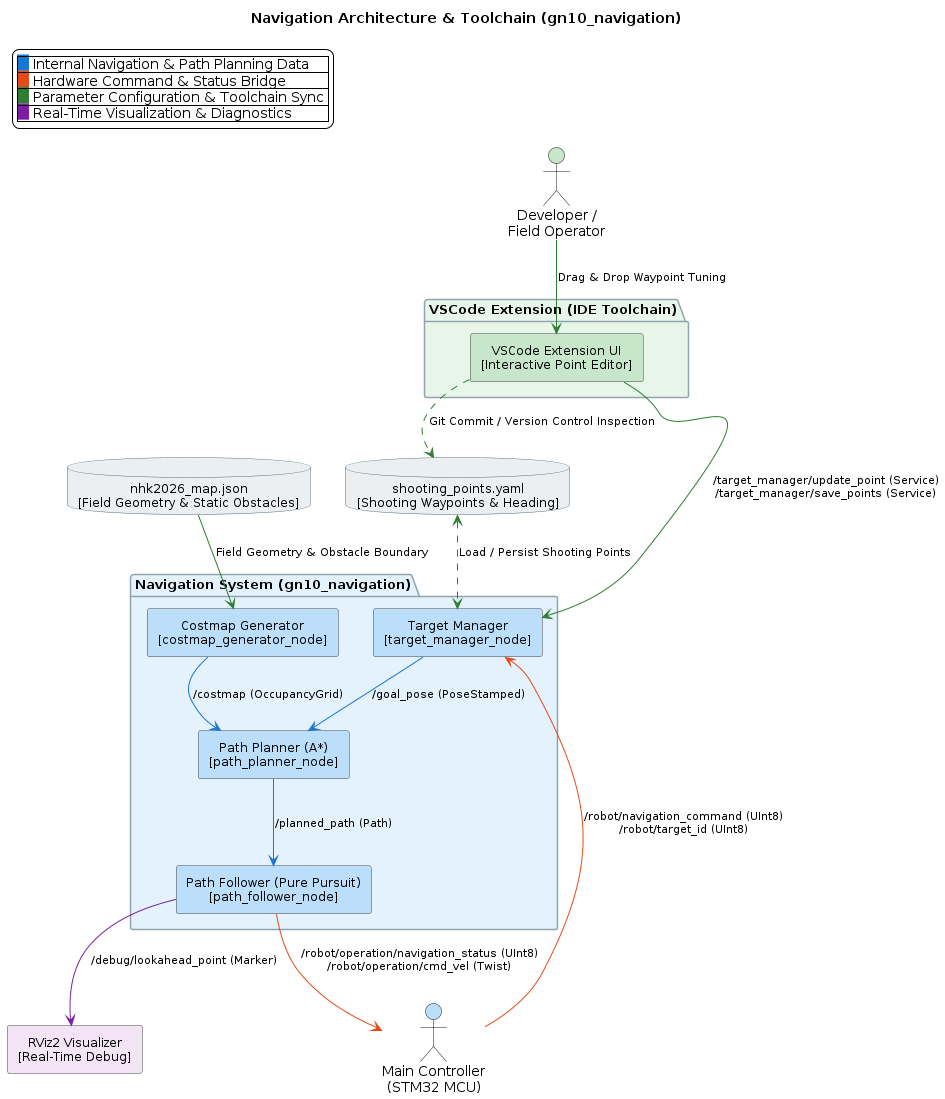 Navigation Architecture & Toolchain (gn10_navigation)
Internal Navigation & Path Planning Data
Hardware Command & Status Bridge
Parameter Configuration & Toolchain Sync
Real-Time Visualization & Diagnostics
Developer /
Field Operator
Drag & Drop Waypoint Tuning
VSCode Extension (IDE Toolchain)
VSCode Extension UI
[Interactive Point Editor]
Git Commit / Version Control Inspection
/target_manager/update_point (Service)
/target_manager/save_points (Service)
nhk2026_map.json
[Field Geometry & Static Obstacles]
shooting_points.yaml
[Shooting Waypoints & Heading]
Field Geometry & Obstacle Boundary
Load / Persist Shooting Points
Navigation System (gn10_navigation)
Costmap Generator
[costmap_generator_node]
Target Manager
[target_manager_node]
/costmap (OccupancyGrid)
/goal_pose (PoseStamped)
Path Planner (A*)
[path_planner_node]
/planned_path (Path)
/robot/navigation_command (UInt8)
/robot/target_id (UInt8)
Path Follower (Pure Pursuit)
[path_follower_node]
/debug/lookahead_point (Marker)
/robot/operation/navigation_status (UInt8)
/robot/operation/cmd_vel (Twist)
RViz2 Visualizer
[Real-Time Debug]
Main Controller
(STM32 MCU)